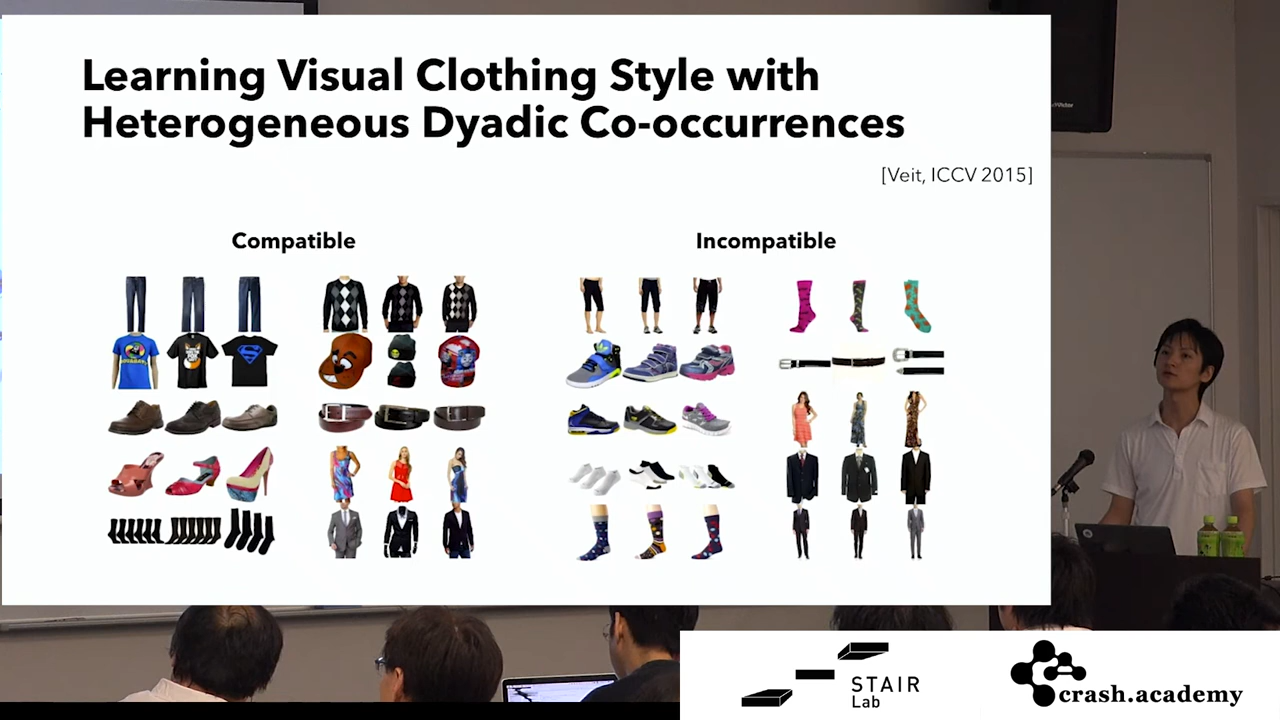 Learning Visual Clothing Style with
Heterogeneous Dyadic Co-occurrences
[Veit, ICCV 2015]
Compatible
Incompatible
STAIR
Lab
crash.academy